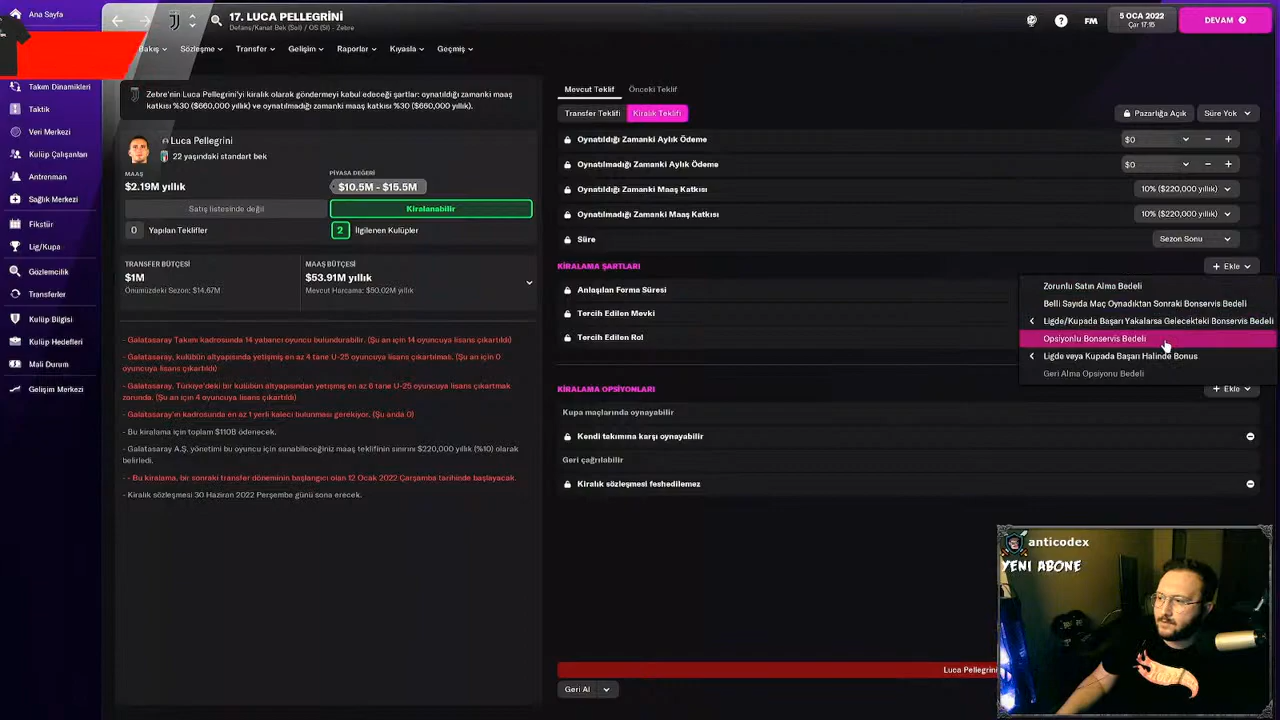 Ana Sayfa
17. LUCA PELLEGRİNİ
Defans/Kanat Bek (Sol) / OS (S) - Zebre
FM
5 OCA 2022
Çar 17:15
DEVAM
Bakış
Sözleşme
Transfer
Gelişim
Raporlar
Kıyasla
Geçmiş
Takım Dinamikleri
Taktik
Veri Merkezi
Kulüp Çalışanları
Antrenman
Sağlık Merkezi
Fikstür
Lig/Kupa
Gözlemcilik
Transferler
Kulüp Bilgisi
Kulüp Hedefleri
Mali Durum
Gelişim Merkezi
Zebre'nin Luca Pellegrini'yi kiralık olarak göndermeyi kabul edeceği şartlar: oynatıldığı zamanki maaş
katkısı %30 ($660,000 yıllık) ve oynatılmadığı zamanki maaş katkısı %30 ($660,000 yıllık).
Luca Pellegrini
22 yaşındaki standart bek
MAAŞ
$2.19M yıllık
PİYASA DEĞERİ
$10.5M - $15.5M
Satış listesinde değil
Kiralanabilir
0 Yapılan Teklifler
2 İlgilenen Kulüpler
TRANSFER BÜTÇESİ
$1M
Önümüzdeki Sezon: $14.67M
MAAŞ BÜTÇESİ
$53.91M yıllık
Mevcut Harcama: $50.02M yıllık
- Galatasaray Takım kadrosunda 14 yabancı oyuncu bulundurabilir. (Şu an için 14 oyuncuya lisans çıkartıldı)
- Galatasaray, kulübün altyapısında yetişmiş en az 4 tane U-25 oyuncuya lisans çıkartılmalı. (Şu an için 0
oyuncuya lisans çıkartıldı)
- Galatasaray, Türkiye'deki bir kulübün altyapısından yetişmiş en az 6 tane U-25 oyuncuya lisans çıkartmak
zorunda. (Şu an için 4 oyuncuya lisans çıkartıldı)
- Galatasaray'ın kadrosunda en az 1 yerli kaleci bulunması gerekiyor. (Şu anda 0)
- Bu kiralama için toplam $110B ödenecek.
- Galatasaray A.Ş. yönetimi bu oyuncu için sunabileceğiniz maaş teklifinin sınırını $220,000 yıllık (%10) olarak
belirledi.
- - Bu kiralama, bir sonraki transfer döneminin başlangıcı olan 12 Ocak 2022 Çarşamba tarihinde başlayacak.
- Kiralık sözleşmesi 30 Haziran 2022 Perşembe günü sona erecek.
Mevcut Teklif
Önceki Teklif
Transfer Teklifi
Kiralık Teklifi
Pazarlığa Açık
Süre Yok
Oynatıldığı Zamanki Aylık Ödeme
$0
Oynatılmadığı Zamanki Aylık Ödeme
$0
Oynatıldığı Zamanki Maaş Katkısı
10% ($220,000 yıllık)
Oynatılmadığı Zamanki Maaş Katkısı
10% ($220,000 yıllık)
Süre
Sezon Sonu
KİRALAMA ŞARTLARI
+ Ekle
Anlaşılan Forma Süresi
Tercih Edilen Mevki
Tercih Edilen Rol
Zorunlu Satın Alma Bedeli
Belli Sayıda Maç Oynadıktan Sonraki Bonservis Bedeli
Ligde/Kupada Başarı Yakalarsa Gelecekteki Bonservis Bedeli
Opsiyonlu Bonservis Bedeli
Ligde veya Kupada Başarı Halinde Bonus
Geri Alma Opsiyonu Bedeli
KİRALAMA OPSİYONLARI
+ Ekle
Kupa maçlarında oynayabilir
Kendi takımına karşı oynayabilir
Geri çağrılabilir
Kiralık sözleşmesi feshedilemez
Luca Pellegrini
Geri Al
anticodex
YENİ ABONE